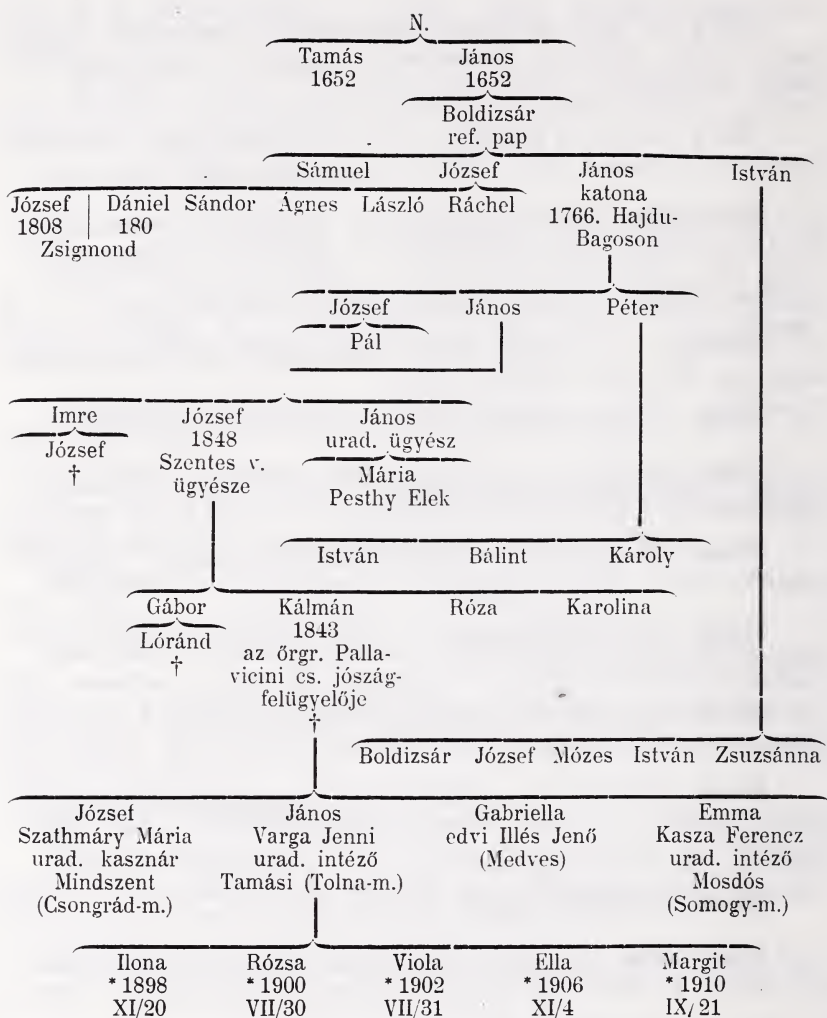 N.
Tamás János
1652 1652
Boldizsár
ref. pap
Sámuel József János István
katona
1766. Hajdu-
Bagoson
József Dániel Sándor Ágnes László Ráchel
1808 180
Zsigmond
József János Péter
Pál
Imre József János
1848 urad. ügyész
József Szentes v. Mária
† ügyésze Pesthy Elek
István Bálint Károly
Gábor Kálmán Róza Karolina
Lóránd 1843
† az őrgr. Palla-
vicini cs. jószág-
felügyelője
†
Boldizsár József Mózes István Zsuzsánna
József János Gabriella Emma
Szathmáry Mária Varga Jenni edvi Illés Jenő Kasza Ferencz
urad. kasznár urad. intéző (Medves) urad. intéző
Mindszent Tamási (Tolna-m.) Mosdós
(Csongrád-m.) (Somogy-m.)
Ilona Rózsa Viola Ella Margit
* 1898 * 1900 * 1902 * 1906 * 1910
XI/20 VII/30 VII/31 XI/4 IX/21